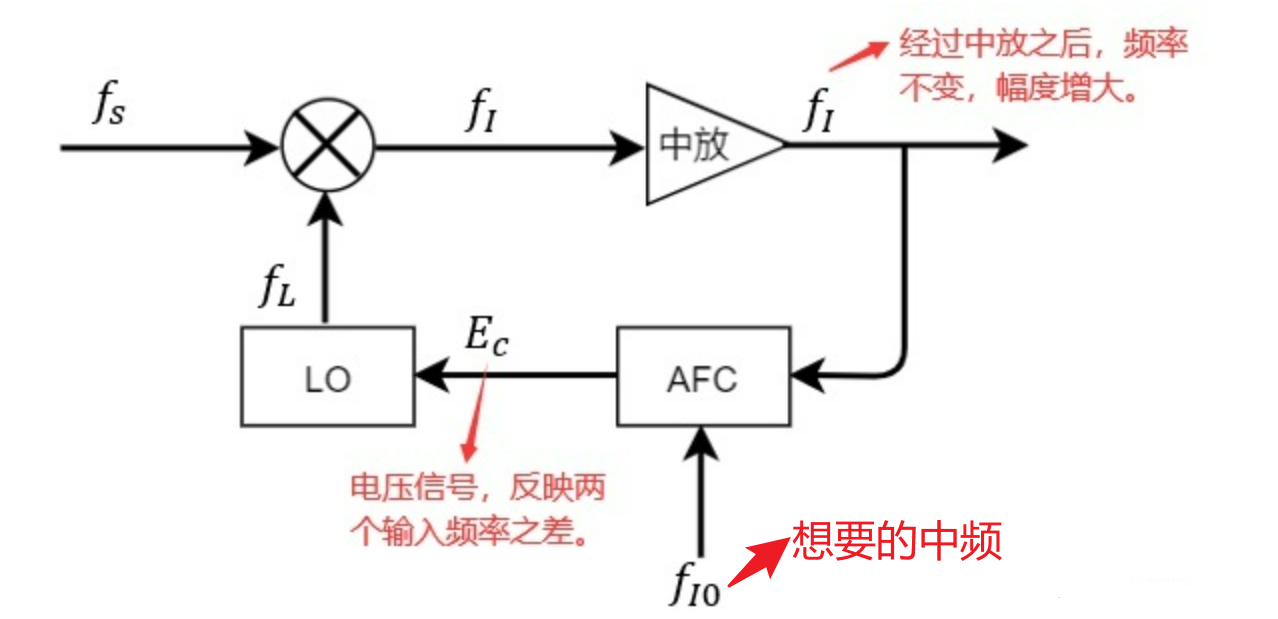 经过中放之后，频率
不变，幅度增大。
f_s
f_I
中放
f_I
f_L
LO
E_c
AFC
电压信号，反映两
个输入频率之差。
想要的中频
f_{I0}